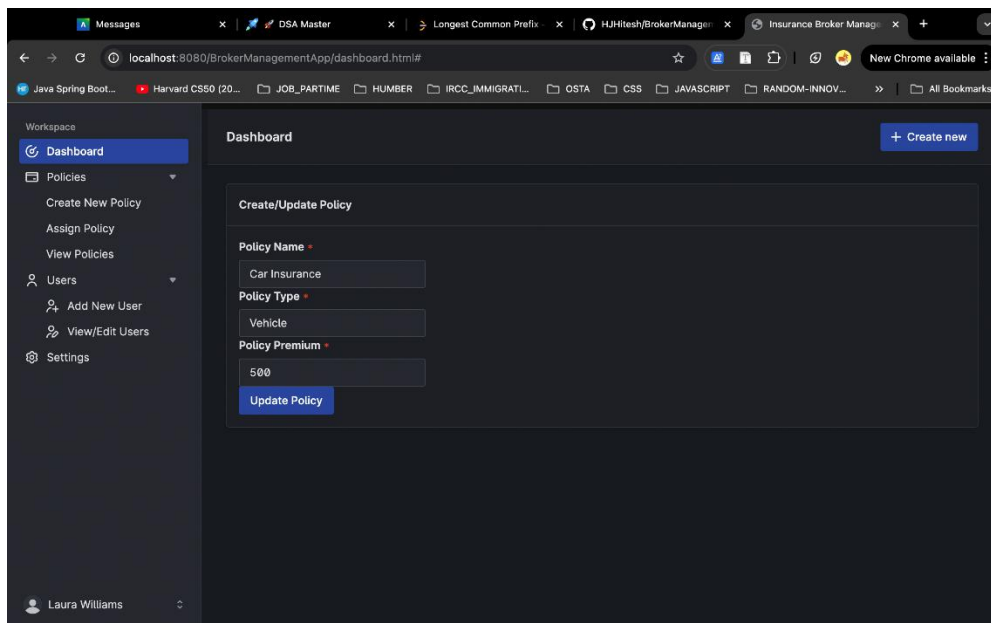 Messages
DSA Master
Longest Common Prefix -
HJHitesh/BrokerManagem
Insurance Broker Manage
localhost:8080/BrokerManagementApp/dashboard.html#
New Chrome available
Java Spring Boot...
Harvard CS50 (20...
JOB_PARTIME
HUMBER
IRCC_IMMIGRATI...
OSTA
CSS
JAVASCRIPT
RANDOM-INNOV...
»
All Bookmarks
Workspace
Dashboard
Policies
Create New Policy
Assign Policy
View Policies
Users
Add New User
View/Edit Users
Settings
Laura Williams
Dashboard
+ Create new
Create/Update Policy
Policy Name *
Car Insurance
Policy Type *
Vehicle
Policy Premium *
500
Update Policy